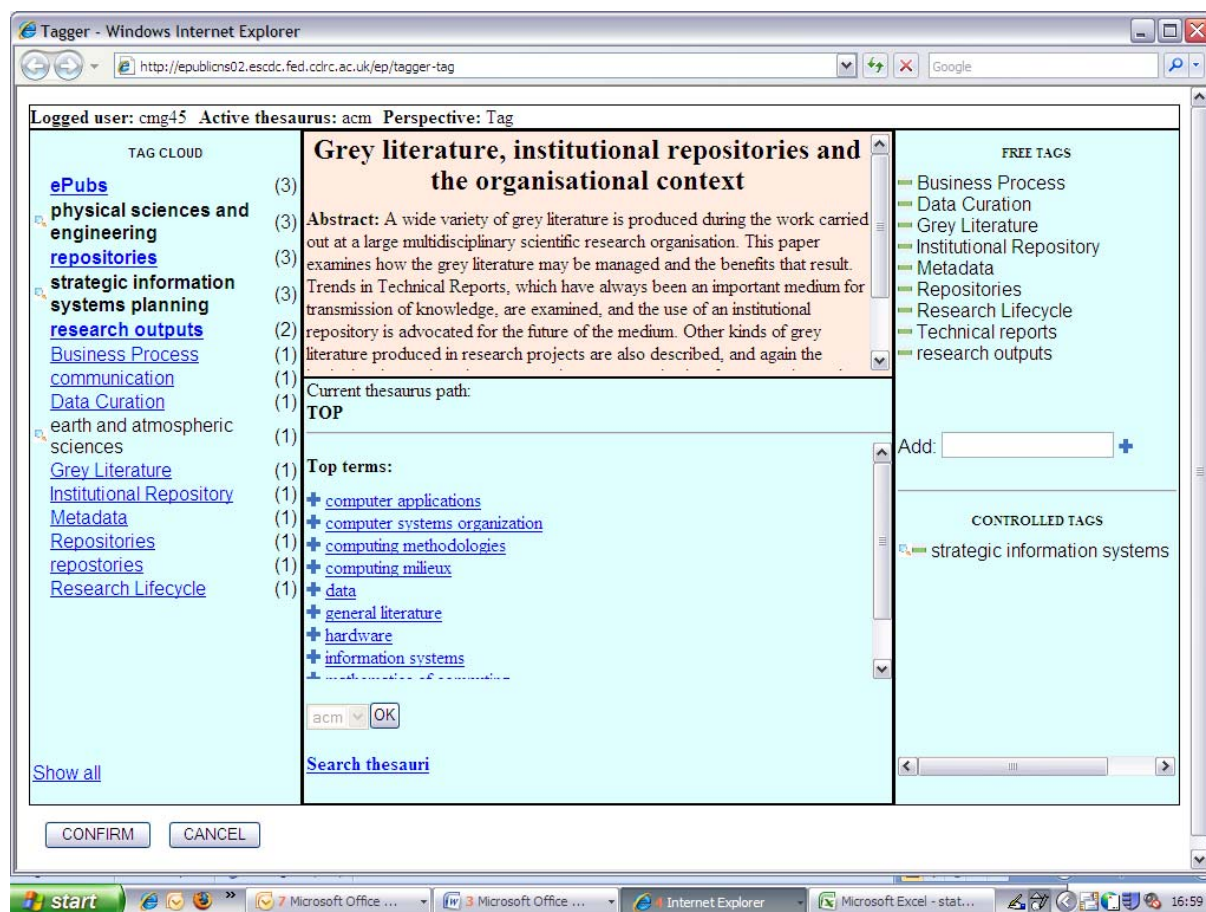 Tagger - Windows Internet Explorer
http://epublicns02.escdc.fed.cclrc.ac.uk/ep/tagger-tag
Google
Logged user: cmg45 Active thesaurus: acm Perspective: Tag
TAG CLOUD
ePubs (3)
physical sciences and
engineering (3)
repositories (3)
strategic information
systems planning (3)
research outputs (2)
Business Process (1)
communication (1)
Data Curation (1)
earth and atmospheric
sciences (1)
Grey Literature (1)
Institutional Repository (1)
Metadata (1)
Repositories (1)
repostories (1)
Research Lifecycle (1)
Show all
Grey literature, institutional repositories and
the organisational context
Abstract: A wide variety of grey literature is produced during the work carried
out at a large multidisciplinary scientific research organisation. This paper
examines how the grey literature may be managed and the benefits that result.
Trends in Technical Reports, which have always been an important medium for
transmission of knowledge, are examined, and the use of an institutional
repository is advocated for the future of the medium. Other kinds of grey
literature produced in research projects are also described, and again the
Current thesaurus path:
TOP
Top terms:
computer applications
computer systems organization
computing methodologies
computing milieux
data
general literature
hardware
information systems
mathematics of computing
acm OK
Search thesauri
FREE TAGS
Business Process
Data Curation
Grey Literature
Institutional Repository
Metadata
Repositories
Research Lifecycle
Technical reports
research outputs
Add:
CONTROLLED TAGS
strategic information systems
CONFIRM CANCEL
start
7 Microsoft Office ...
3 Microsoft Office ...
4 Internet Explorer
Microsoft Excel - stat...
16:59